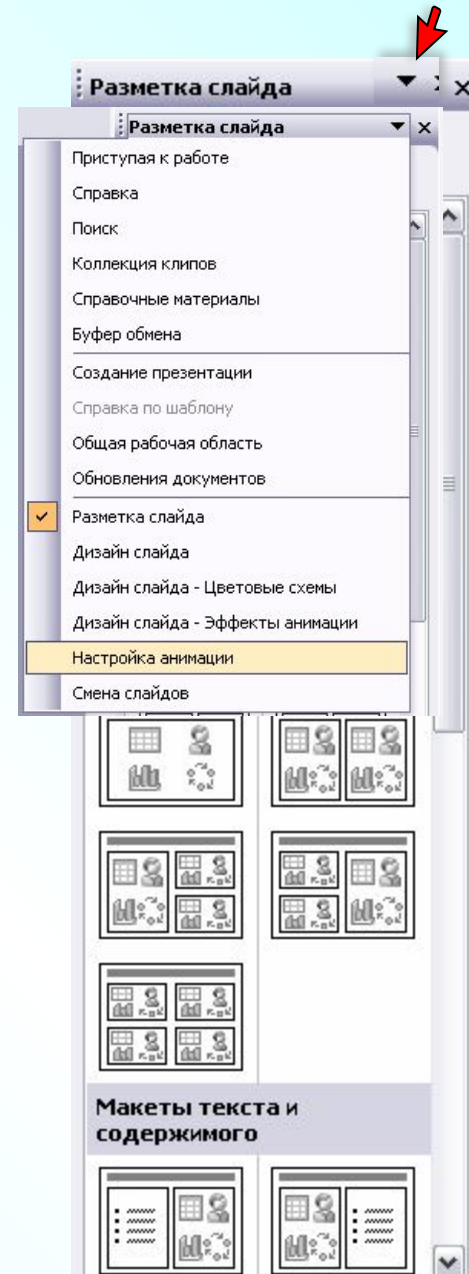 Разметка слайда
Разметка слайда
Приступая к работе
Справка
Поиск
Коллекция клипов
Справочные материалы
Буфер обмена
Создание презентации
Справка по шаблону
Общая рабочая область
Обновления документов
Разметка слайда
Дизайн слайда
Дизайн слайда - Цветовые схемы
Дизайн слайда - Эффекты анимации
Настройка анимации
Смена слайдов
Макеты текста и
содержимого